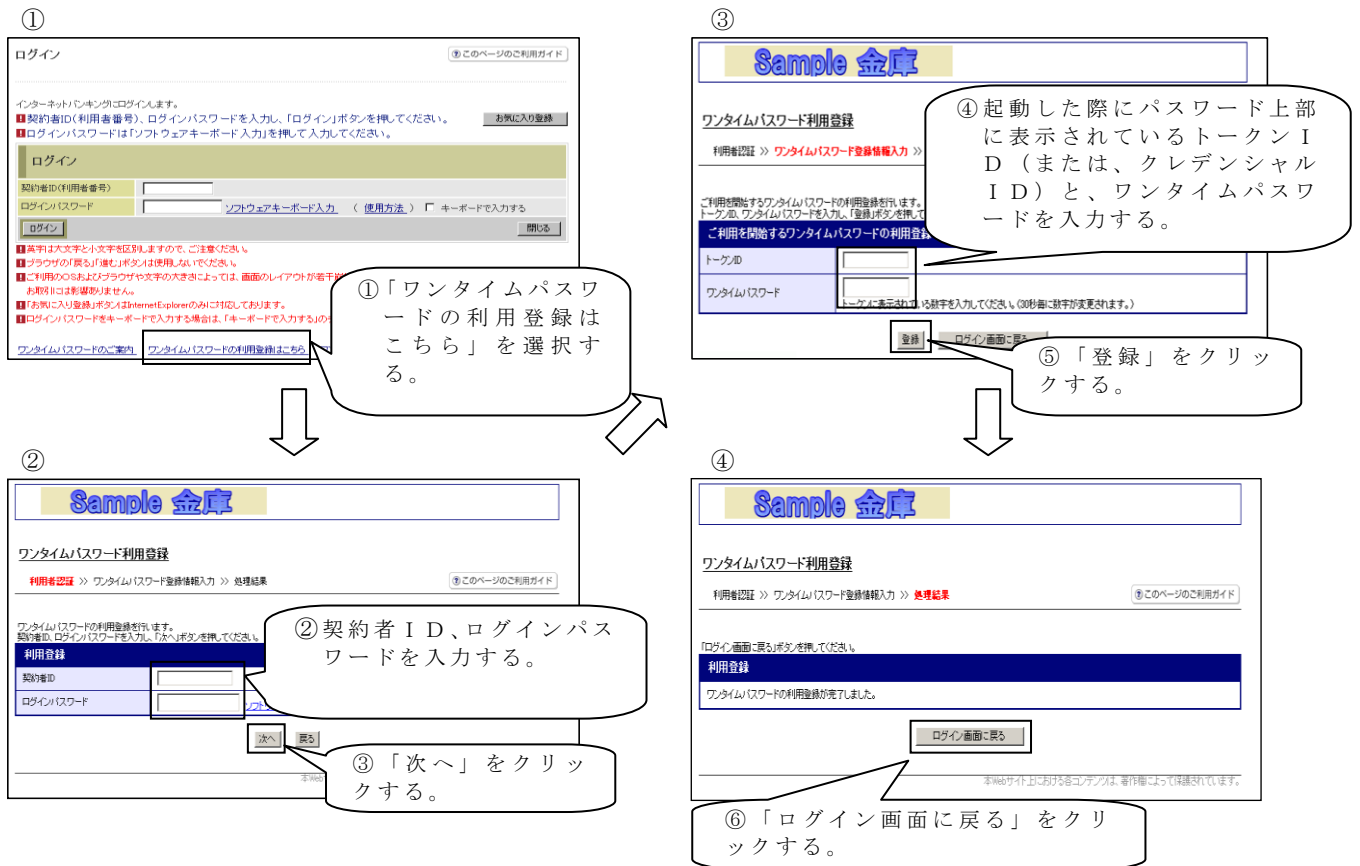 ①
ログイン
このページのご利用ガイド
インターネットバンキングにログインします。
契約者ID(利用者番号)、ログインパスワードを入力し、「ログイン」ボタンを押してください。
お気に入り登録
ログインパスワードは「ソフトウェアキーボード入力」を押して入力してください。
ログイン
契約者ID(利用者番号)
ログインパスワード
ソフトウェアキーボード入力 ( 使用方法 ) キーボードで入力する
ログイン
閉じる
英字は大文字と小文字を区別しますので、ご注意ください。
ブラウザの「戻る」「進む」ボタンは使用しないでください。
ご利用のOSおよびブラウザや文字の大きさによっては、画面のレイアウトが若干
お取引には影響ありません。
「お気に入り登録」ボタンはInternetExplorerのみに対応しております。
ログインパスワードをキーボードで入力する場合は、「キーボードで入力する」の
ワンタイムパスワードのご案内 ワンタイムパスワードの利用登録はこちら
①「ワンタイムパスワ
ードの利用登録は
こちら」を選択す
る。
②
Sample 金庫
ワンタイムパスワード利用登録
利用者認証 >> ワンタイムパスワード登録情報入力 >> 処理結果
このページのご利用ガイド
ワンタイムパスワードの利用登録を行います。
契約者ID、ログインパスワードを入力し、「次へ」ボタンを押してください。
利用登録
契約者ID
ログインパスワード
ソフト
次へ
戻る
本Web
②契約者ID、ログインパス
ワードを入力する。
③「次へ」をクリッ
クする。
③
Sample 金庫
ワンタイムパスワード利用登録
利用者認証 >> ワンタイムパスワード登録情報入力 >>
ご利用を開始するワンタイムパスワードの利用登録を行います。
トークンID、ワンタイムパスワードを入力し、「登録」ボタンを押して
ご利用を開始するワンタイムパスワードの利用登録
トークンID
ワンタイムパスワード
トークンに表示されている数字を入力してください。(30秒毎に数字が変更されます。)
登録
ログイン画面に戻る
④起動した際にパスワード上部
に表示されているトークンI
D(または、クレデンシャル
ID)と、ワンタイムパスワ
ードを入力する。
⑤「登録」をクリッ
クする。
④
Sample 金庫
ワンタイムパスワード利用登録
利用者認証 >> ワンタイムパスワード登録情報入力 >> 処理結果
このページのご利用ガイド
「ログイン画面に戻る」ボタンを押してください。
利用登録
ワンタイムパスワードの利用登録が完了しました。
ログイン画面に戻る
本Webサイト上における各コンテンツは、著作権によって保護されています。
⑥「ログイン画面に戻る」をクリ
ックする。